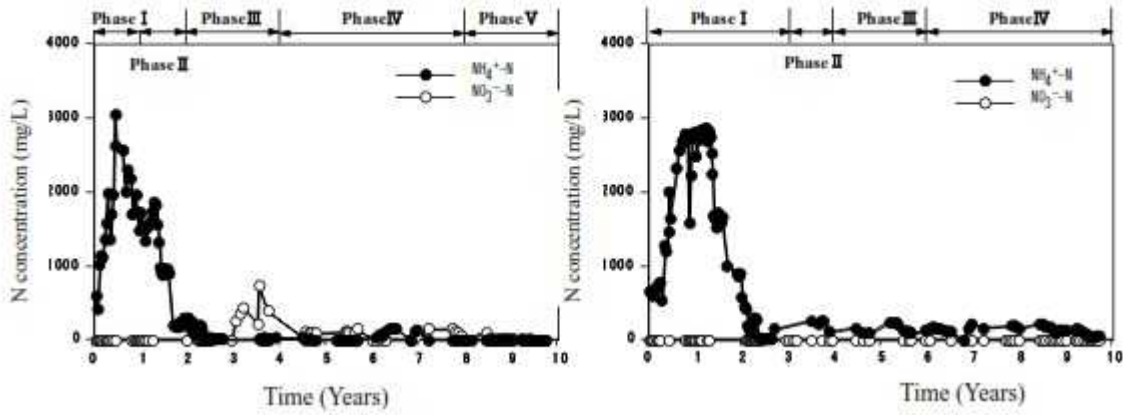 Phase I Phase III Phase IV Phase V
Phase II
4000
3000
2000
1000
0
NH4+-N
NO3--N
N concentration (mg/L)
0 1 2 3 4 5 6 7 8 9 10
Time (Years)
Phase I Phase III Phase IV
Phase II
4000
3000
2000
1000
0
NH4+-N
NO3--N
N concentration (mg/L)
0 1 2 3 4 5 6 7 8 9 10
Time (Years)